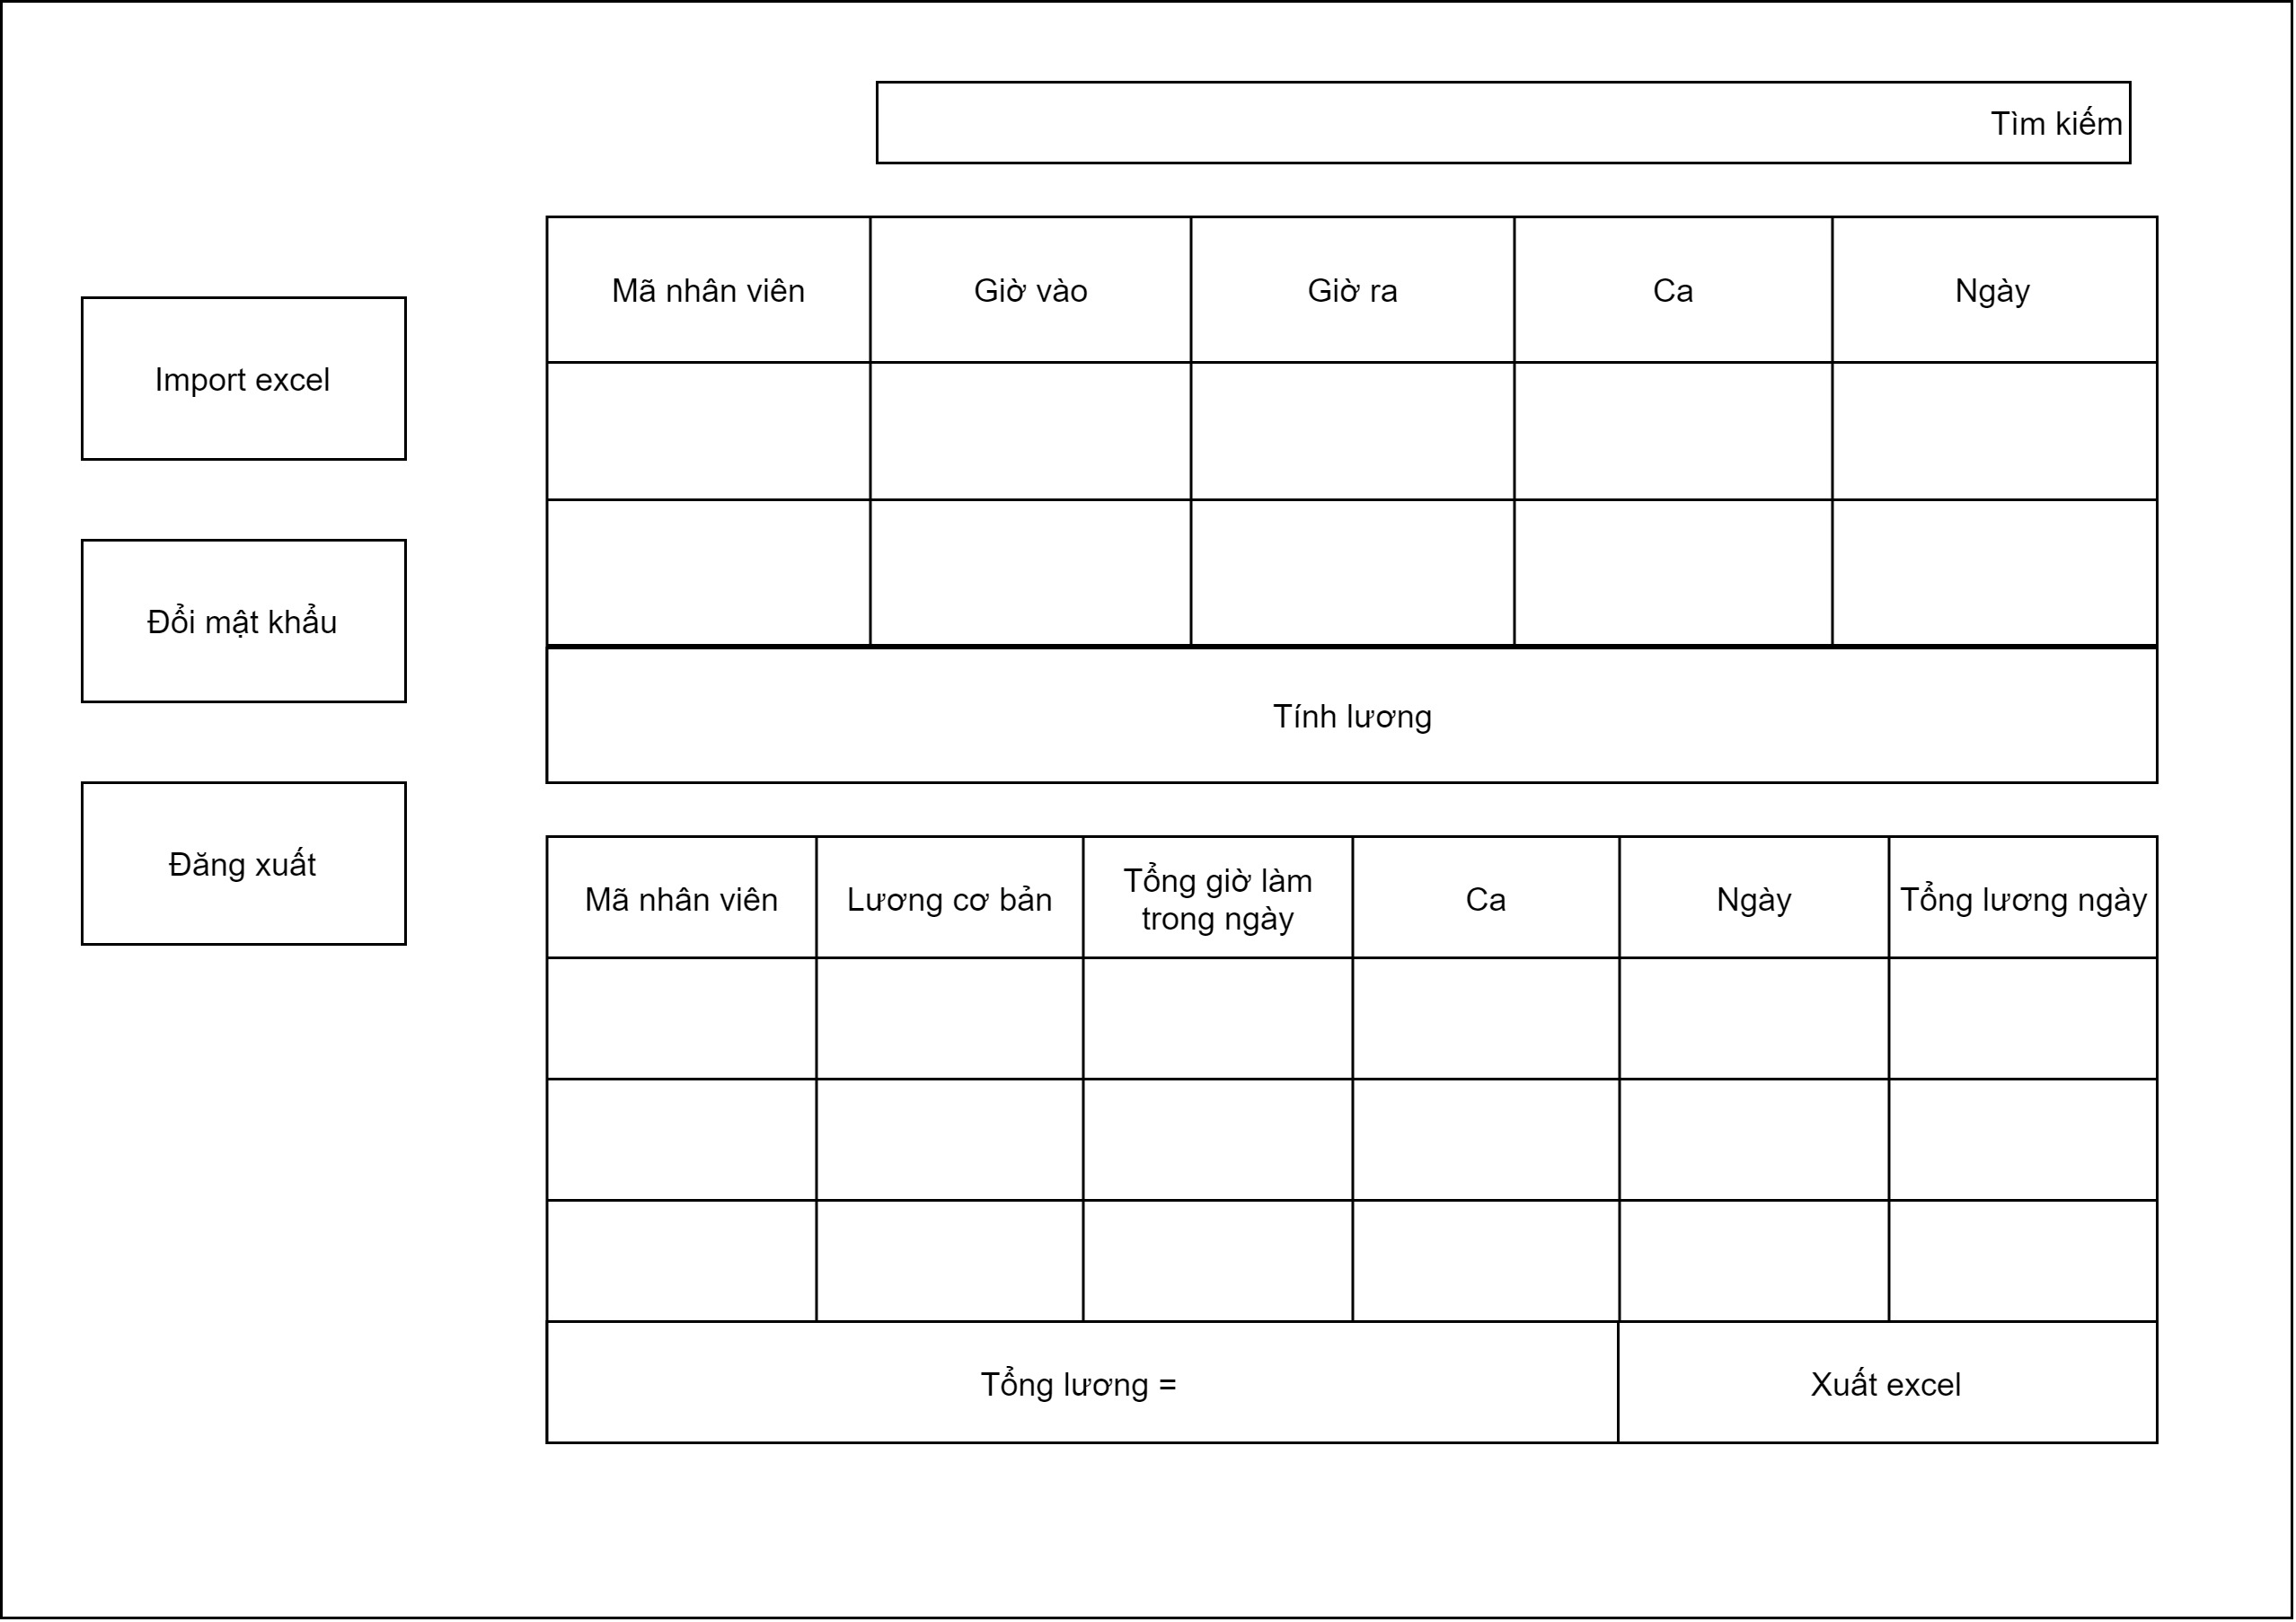 Tìm kiếm
Import excel
Đổi mật khẩu
Đăng xuất
Mã nhân viên
Giờ vào
Giờ ra
Ca
Ngày
Tính lương
Mã nhân viên
Lương cơ bản
Tổng giờ làm
trong ngày
Ca
Ngày
Tổng lương ngày
Tổng lương =
Xuất excel